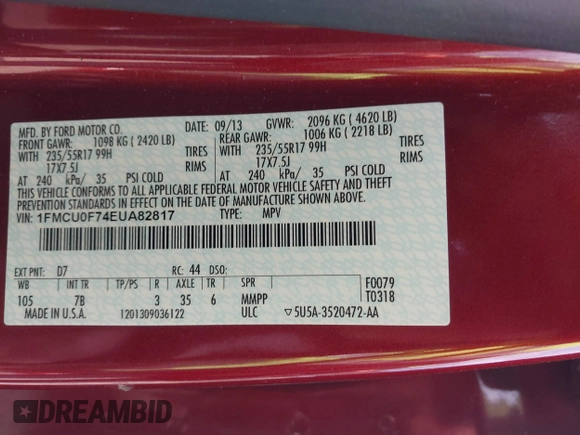 MFD. BY FORD MOTOR CO.
DATE: 09/13 GVWR: 2096 KG ( 4620 LB)
FRONT GAWR: 1098 KG ( 2420 LB)
REAR GAWR: 1006 KG ( 2218 LB)
WITH 235/55R17 99H TIRES
WITH 235/55R17 99H TIRES
17X7.5J RIMS
17X7.5J RIMS
AT 240 kPa/ 35 PSI COLD
AT 240 kPa/ 35 PSI COLD
THIS VEHICLE CONFORMS TO ALL APPLICABLE FEDERAL MOTOR VEHICLE SAFETY AND THEFT
PREVENTION STANDARDS IN EFFECT ON THE DATE OF MANUFACTURE SHOWN ABOVE.
VIN: 1FMCU0F74EUA82817 TYPE: MPV
EXT PNT: D7 RC: 44 DSO: F0079
WB INT TR TP/PS R AXLE TR SPR T0318
105 7B 3 35 6 MMPP
MADE IN U.S.A. 1201309036122 ULC ▽5U5A-3520472-AA
DREAMBID